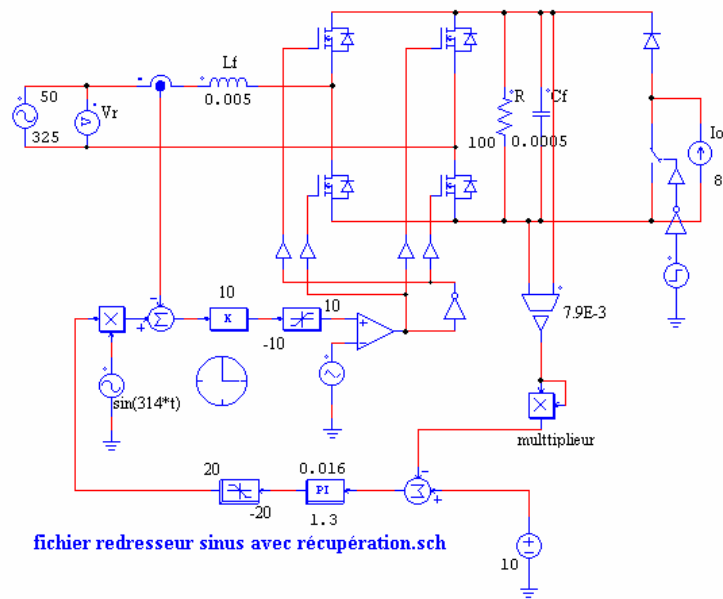 Lf
0.005
50
325
Vr
R
100
Cf
0.0005
Io
8
10
K
-10
10
7.9E-3
sin(314*t)
multtiplieur
20
-20
0.016
PI
1.3
10
fichier redresseur sinus avec récupération.sch